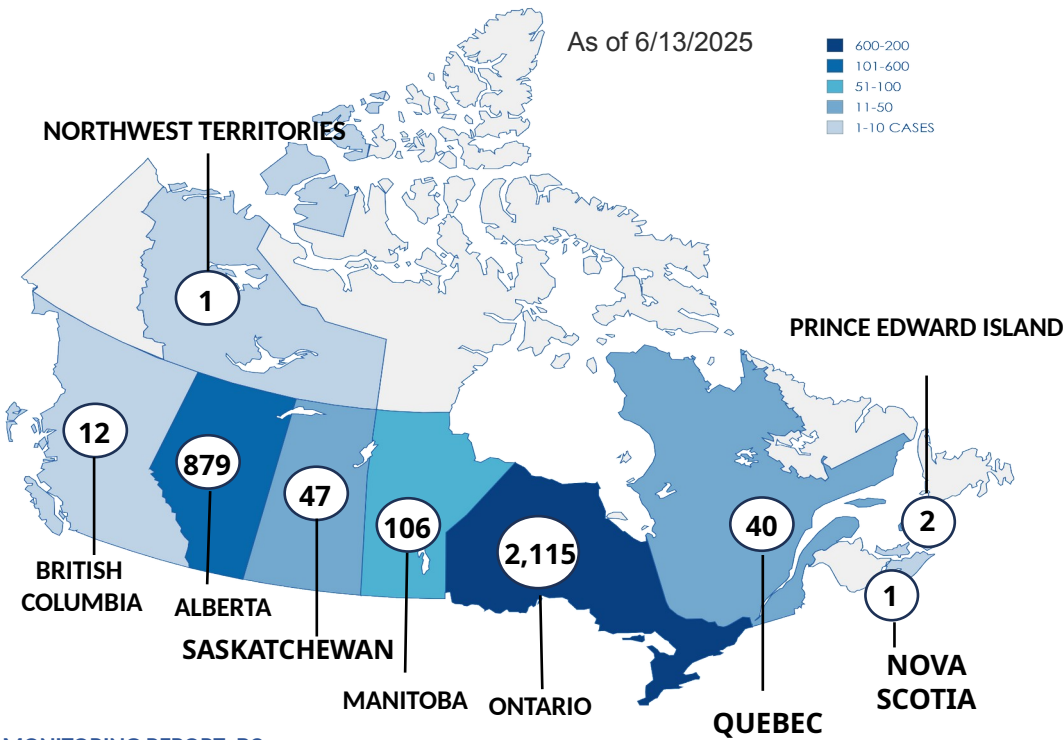 As of 6/13/2025
600-200
101-600
51-100
11-50
1-10 CASES
NORTHWEST TERRITORIES
1
PRINCE EDWARD ISLAND
12
879
47
106
2,115
40
2
1
BRITISH
COLUMBIA
ALBERTA
SASKATCHEWAN
MANITOBA
ONTARIO
QUEBEC
NOVA
SCOTIA